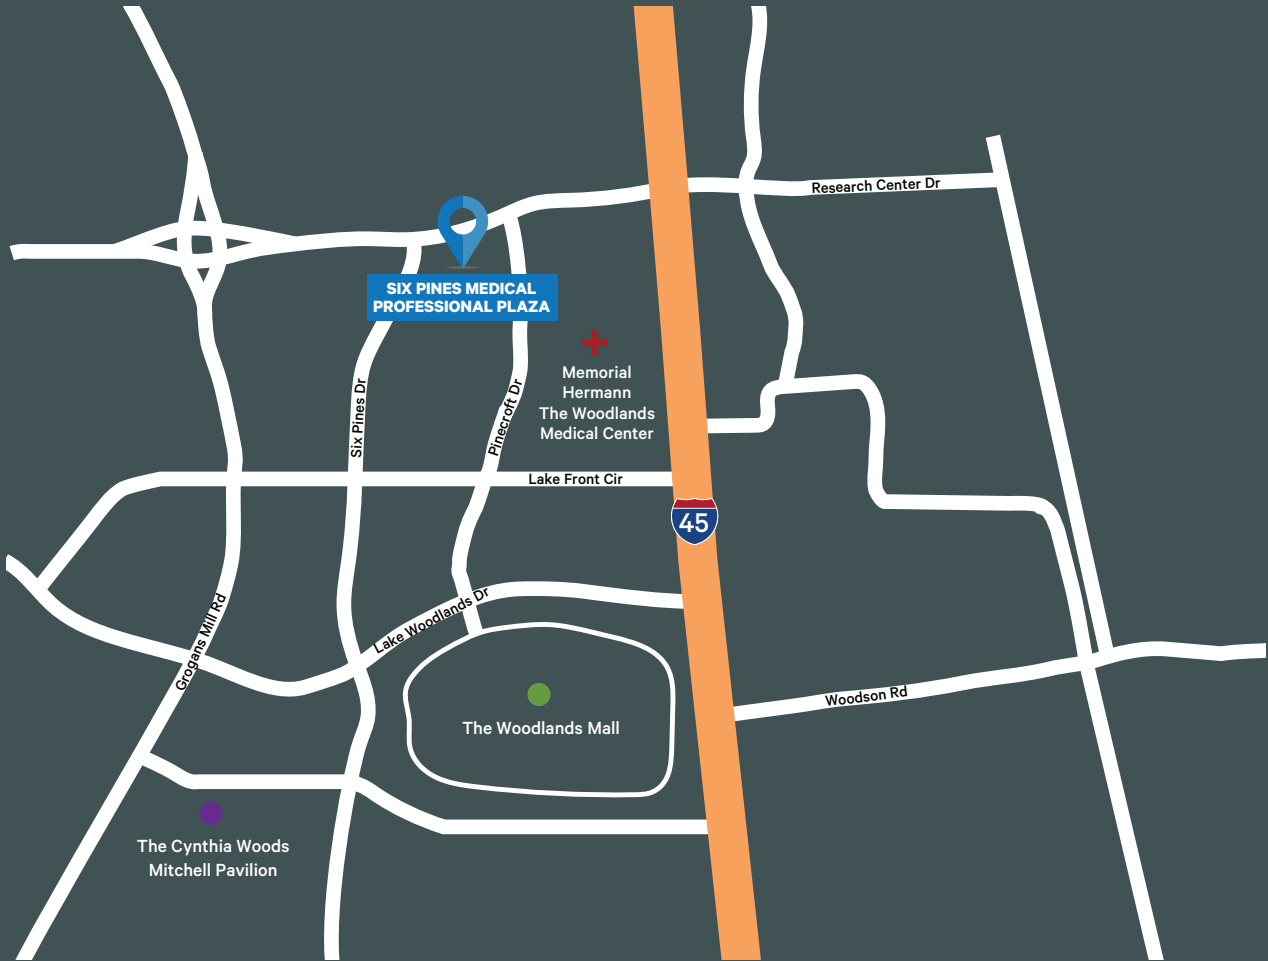 Research Center Dr
SIX PINES MEDICAL
PROFESSIONAL PLAZA
Memorial
Hermann
The Woodlands
Medical Center
Six Pines Dr
Pinecroft Dr
Lake Front Cir
45
Lake Woodlands Dr
Grogans Mill Rd
Woodson Rd
The Woodlands Mall
The Cynthia Woods
Mitchell Pavilion